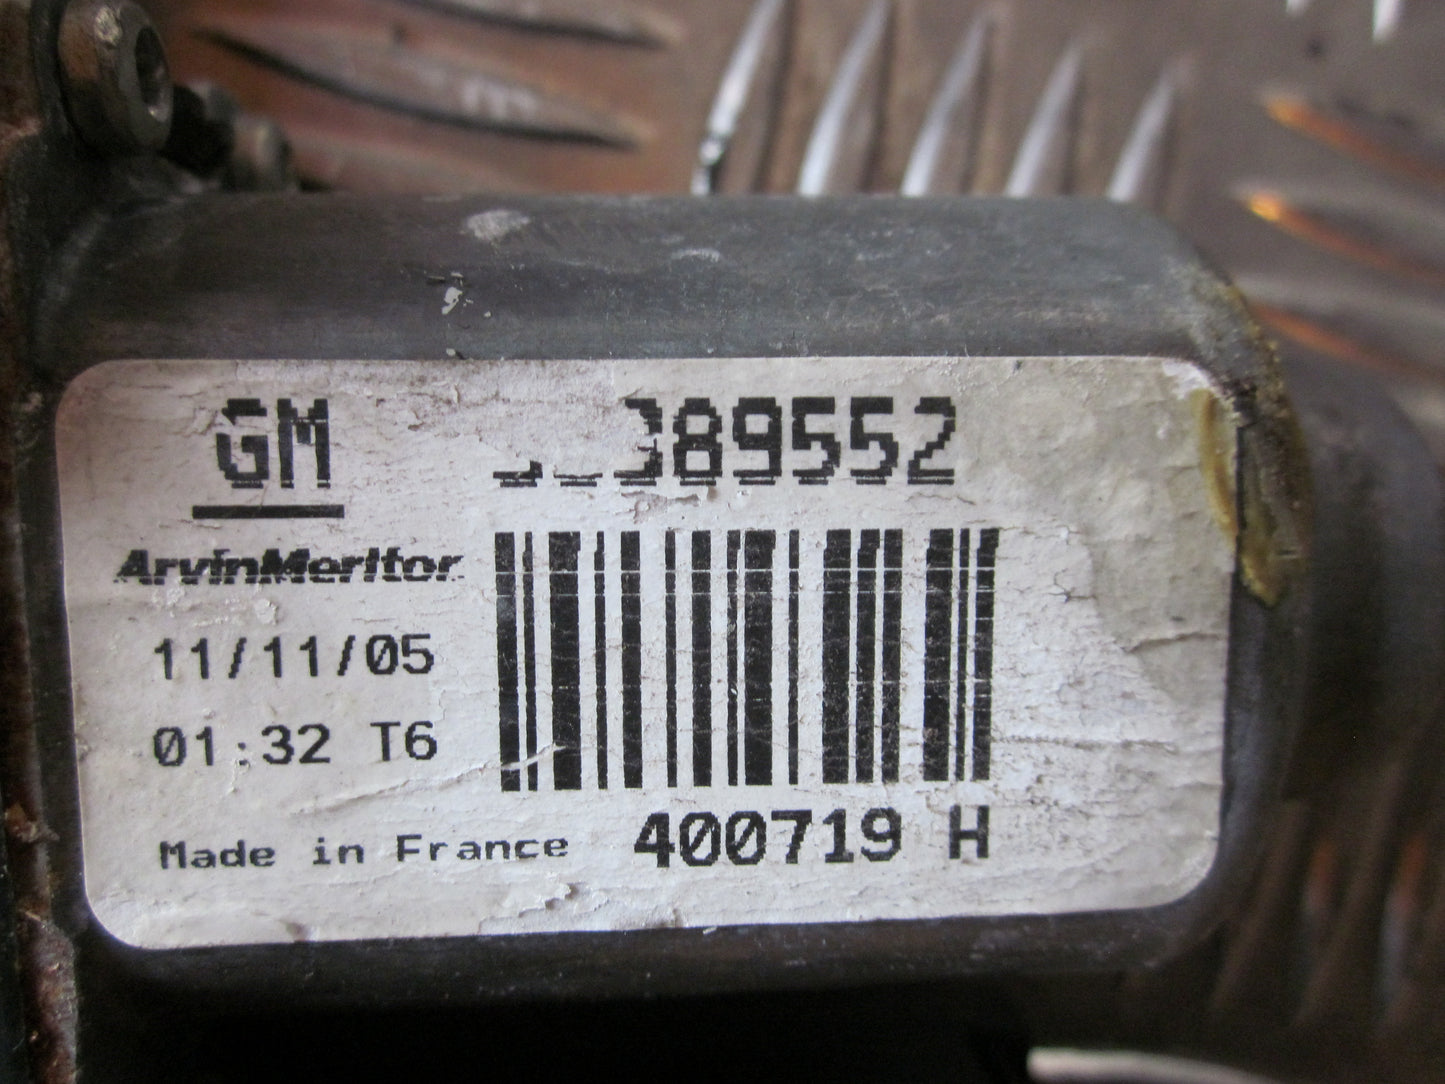 GM 389552
ArvinMeritor
11/11/05
01:32 T6
Made in France 400719 H